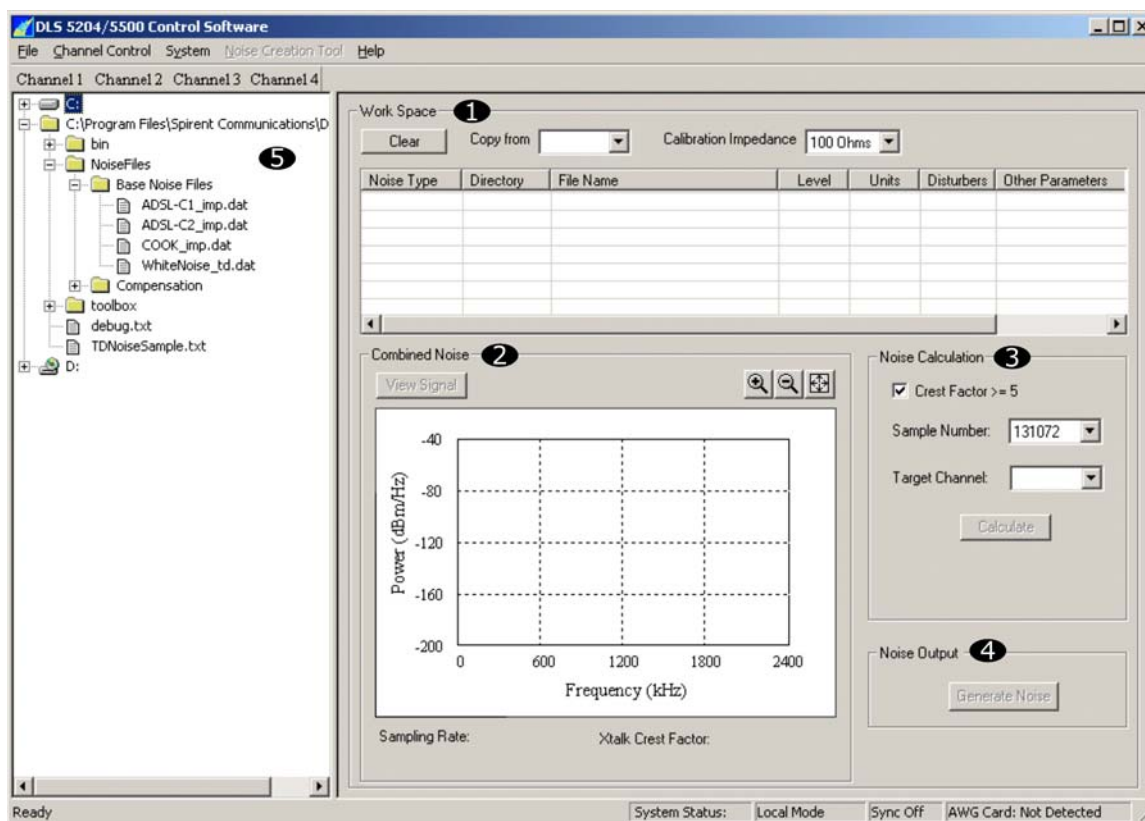 DLS 5204/5500 Control Software
File Channel Control System Noise Creation Tool Help
Channel 1 Channel 2 Channel 3 Channel 4
C:
C:\Program Files\Spirent Communications\D
bin
5
NoiseFiles
Base Noise Files
ADSL-C1_imp.dat
ADSL-C2_imp.dat
COOK_imp.dat
WhiteNoise_td.dat
Compensation
toolbox
debug.txt
TDNoiseSample.txt
D:
Work Space 1
Clear Copy from Calibration Impedance 100 Ohms
Noise Type Directory File Name Level Units Disturbers Other Parameters
Combined Noise 2
View Signal
Power (dBm/Hz)
-40
-80
-120
-160
-200
0 600 1200 1800 2400
Frequency (kHz)
Sampling Rate: Xtalk Crest Factor:
Noise Calculation 3
Crest Factor >= 5
Sample Number: 131072
Target Channel:
Calculate
Noise Output 4
Generate Noise
Ready System Status: Local Mode Sync Off AWG Card: Not Detected